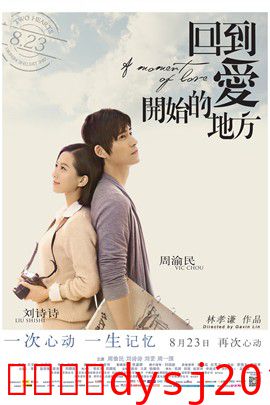 TWO HEARTS
8.23
回到
愛
開始的
地方
A moment
of love
周渝民
VIC CHOU
刘诗诗
LIU SHISHI
林孝谦 作品
Directed by Gavin Lin
一次心动 一生记忆
8月23日 再次心动
dysj20